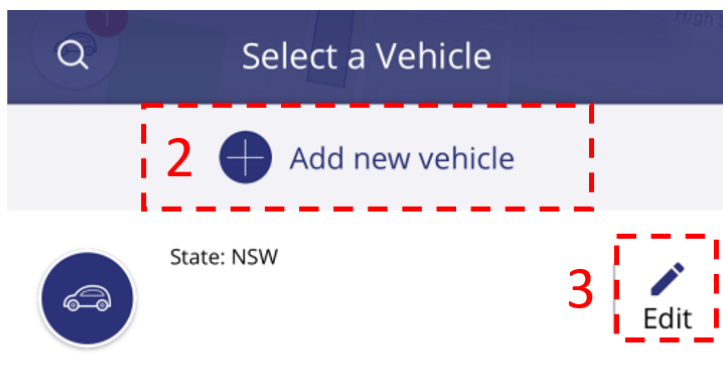 Select a Vehicle
2 Add new vehicle
State: NSW
3
Edit